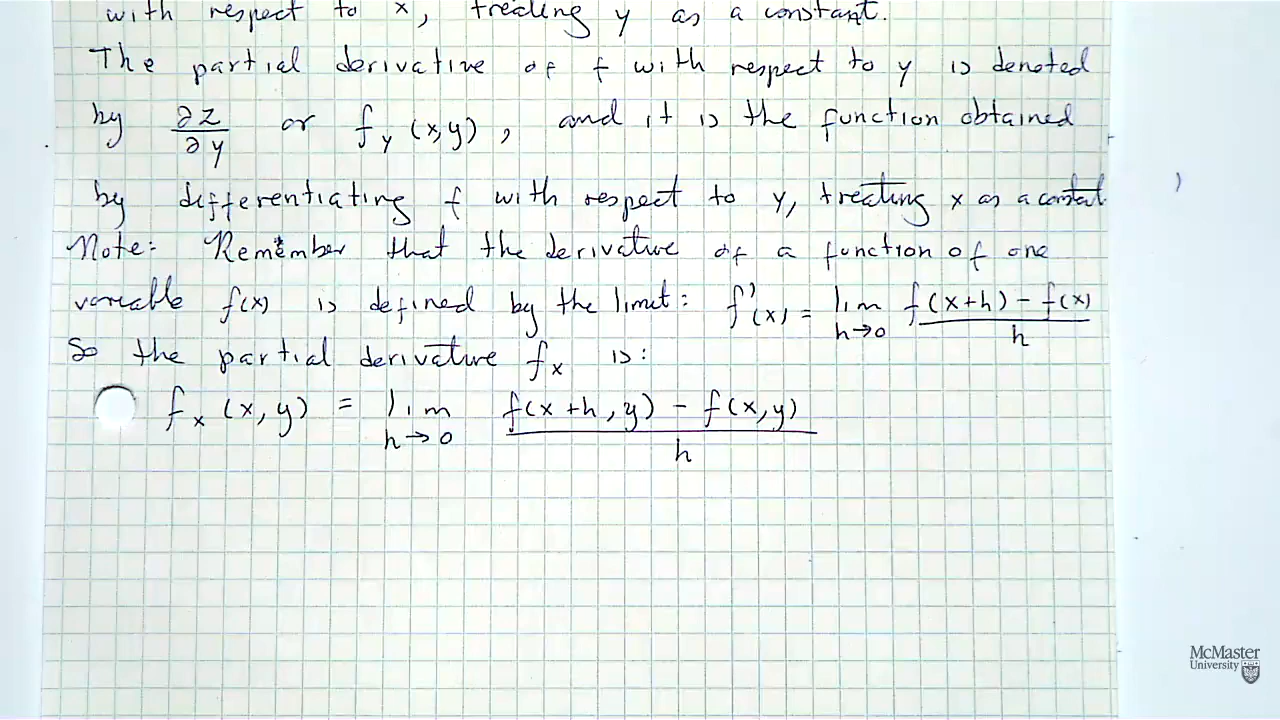 with respect to x, treating y as a constant.
The partial derivative of f with respect to y is denoted
by ∂z/∂y or f_y (x,y), and it is the function obtained
by differentiating f with respect to y, treating x as a constat.
Note: Remember that the derivative of a function of one
variable f(x) is defined by the limit: f'(x) = lim h→0 f(x+h) - f(x) / h
So the partial derivative f_x is:
f_x (x, y) = lim h→0 f(x+h, y) - f(x, y) / h
McMaster
University